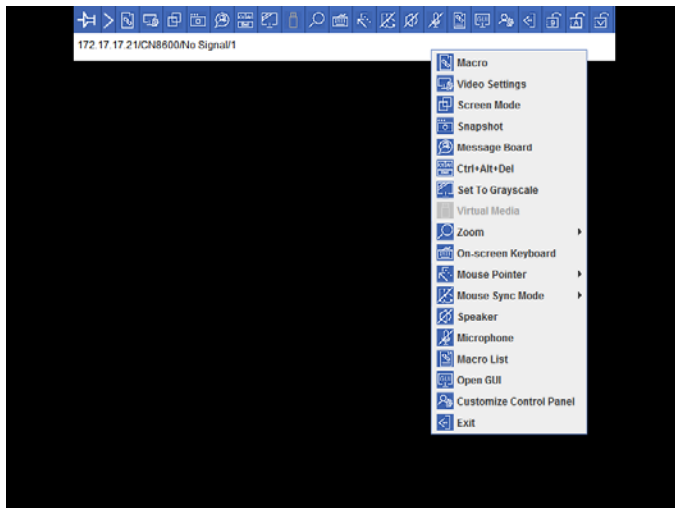 172.17.17.21/CN8600/No Signal/1
Macro
Video Settings
Screen Mode
Snapshot
Message Board
Ctrl+Alt+Del
Set To Grayscale
Virtual Media
Zoom
On-screen Keyboard
Mouse Pointer
Mouse Sync Mode
Speaker
Microphone
Macro List
Open GUI
Customize Control Panel
Exit